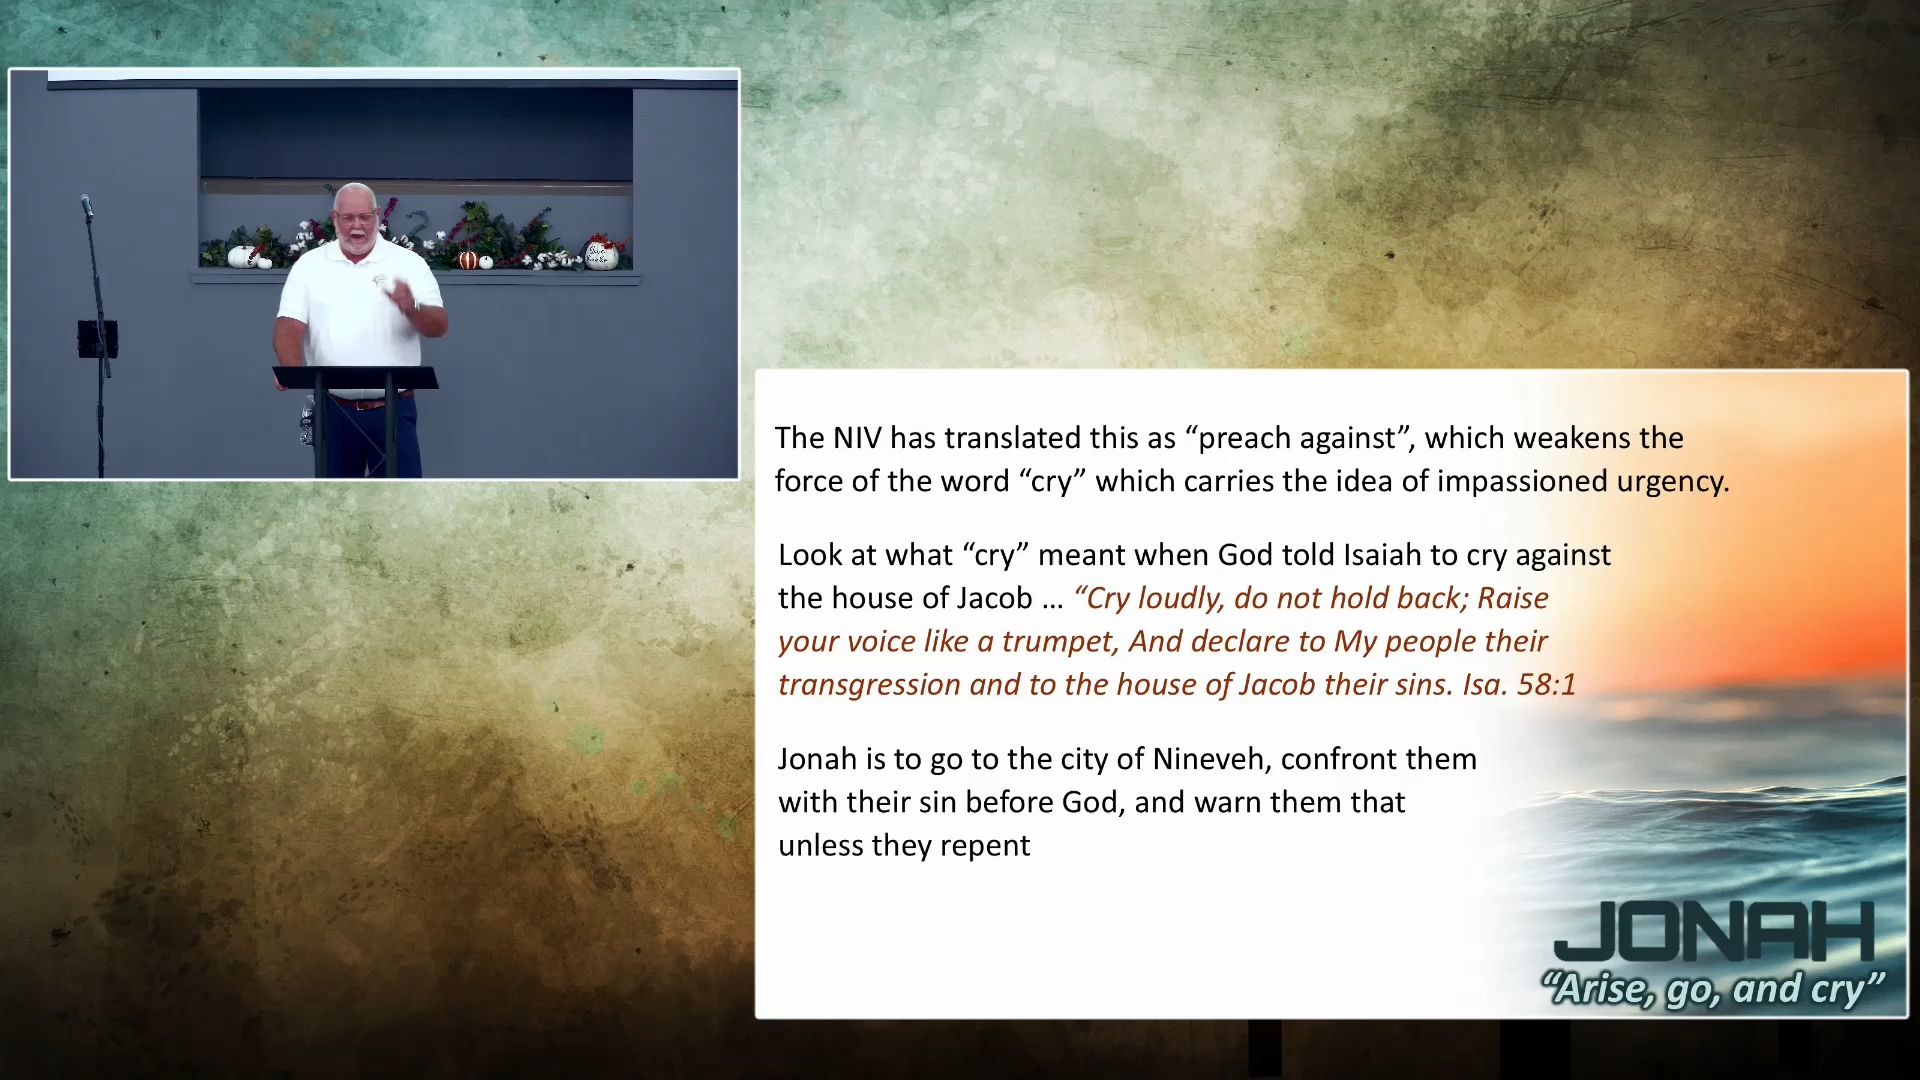 The NIV has translated this as “preach against”, which weakens the
force of the word “cry” which carries the idea of impassioned urgency.
Look at what “cry” meant when God told Isaiah to cry against
the house of Jacob ... “Cry loudly, do not hold back; Raise
your voice like a trumpet, And declare to My people their
transgression and to the house of Jacob their sins. Isa. 58:1
Jonah is to go to the city of Nineveh, confront them
with their sin before God, and warn them that
unless they repent
JONAH
“Arise, go, and cry”